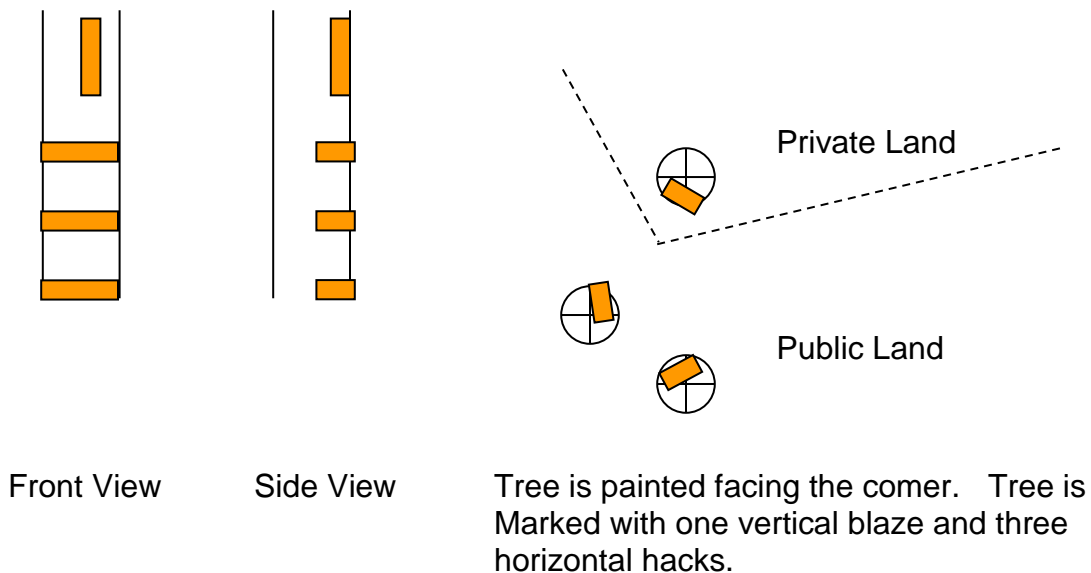 Private Land
Public Land
Front View
Side View
Tree is painted facing the comer. Tree is
Marked with one vertical blaze and three
horizontal hacks.